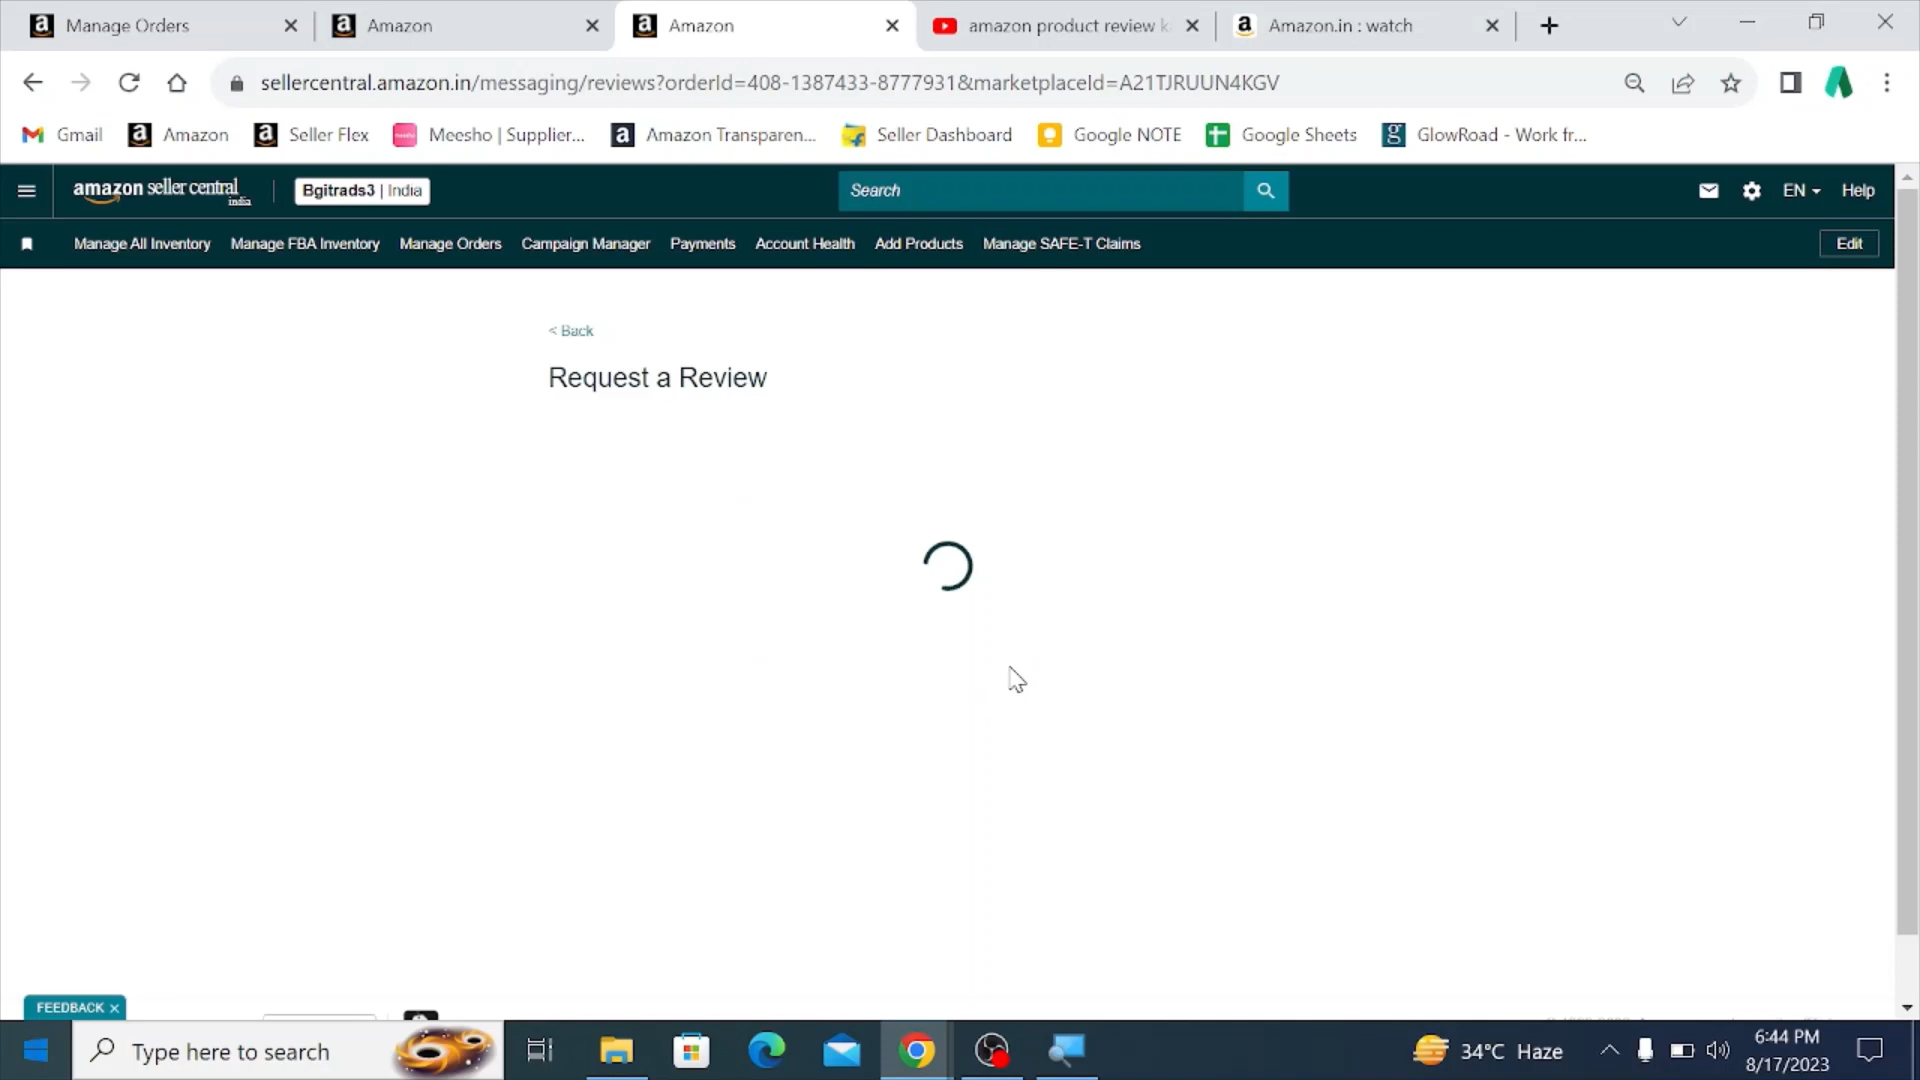 Manage Orders
Amazon
Amazon
amazon product review k
Amazon.in : watch
sellercentral.amazon.in/messaging/reviews?orderId=408-1387433-8777931&marketplaceId=A21TJRUUN4KGV
Gmail
Amazon
Seller Flex
Meesho | Supplier...
Amazon Transparen...
Seller Dashboard
Google NOTE
Google Sheets
GlowRoad - Work fr...
amazon seller central
india
Bgitrads3 | India
Search
EN
Help
Manage All Inventory
Manage FBA Inventory
Manage Orders
Campaign Manager
Payments
Account Health
Add Products
Manage SAFE-T Claims
Edit
< Back
Request a Review
FEEDBACK
Type here to search
34°C Haze
6:44 PM
8/17/2023